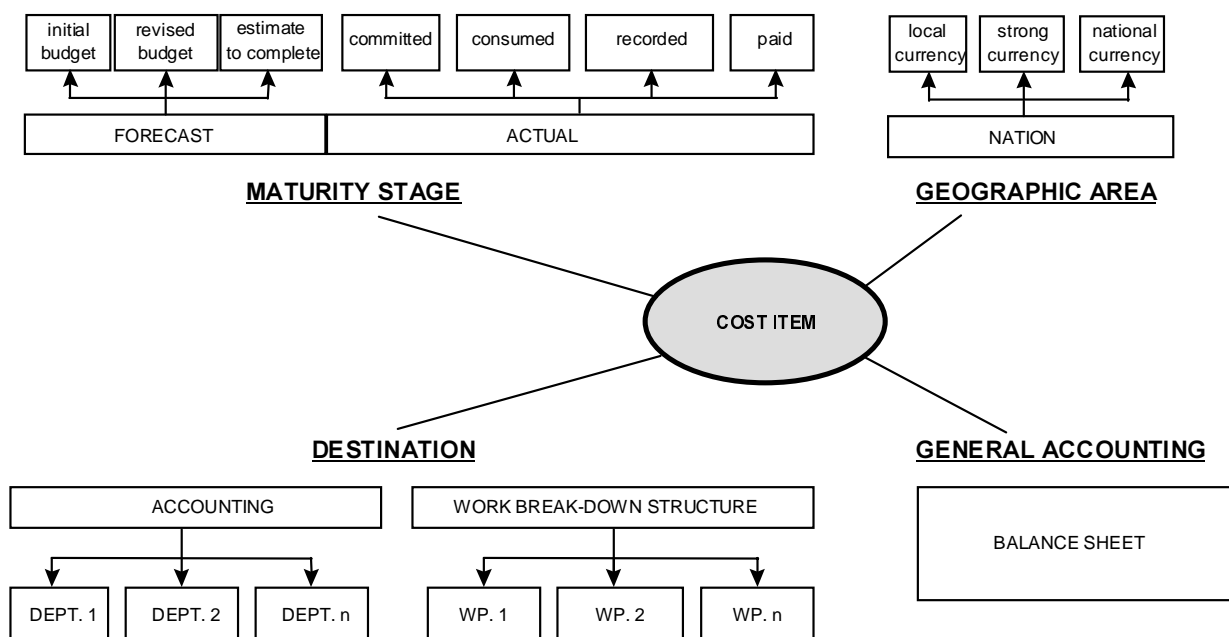 initial
budget
revised
budget
estimate
to complete
committed
consumed
recorded
paid
local
currency
strong
currency
national
currency
FORECAST
ACTUAL
NATION
MATURITY STAGE
GEOGRAPHIC AREA
COST ITEM
DESTINATION
GENERAL ACCOUNTING
ACCOUNTING
WORK BREAK-DOWN STRUCTURE
BALANCE SHEET
DEPT. 1
DEPT. 2
DEPT. n
WP. 1
WP. 2
WP. n